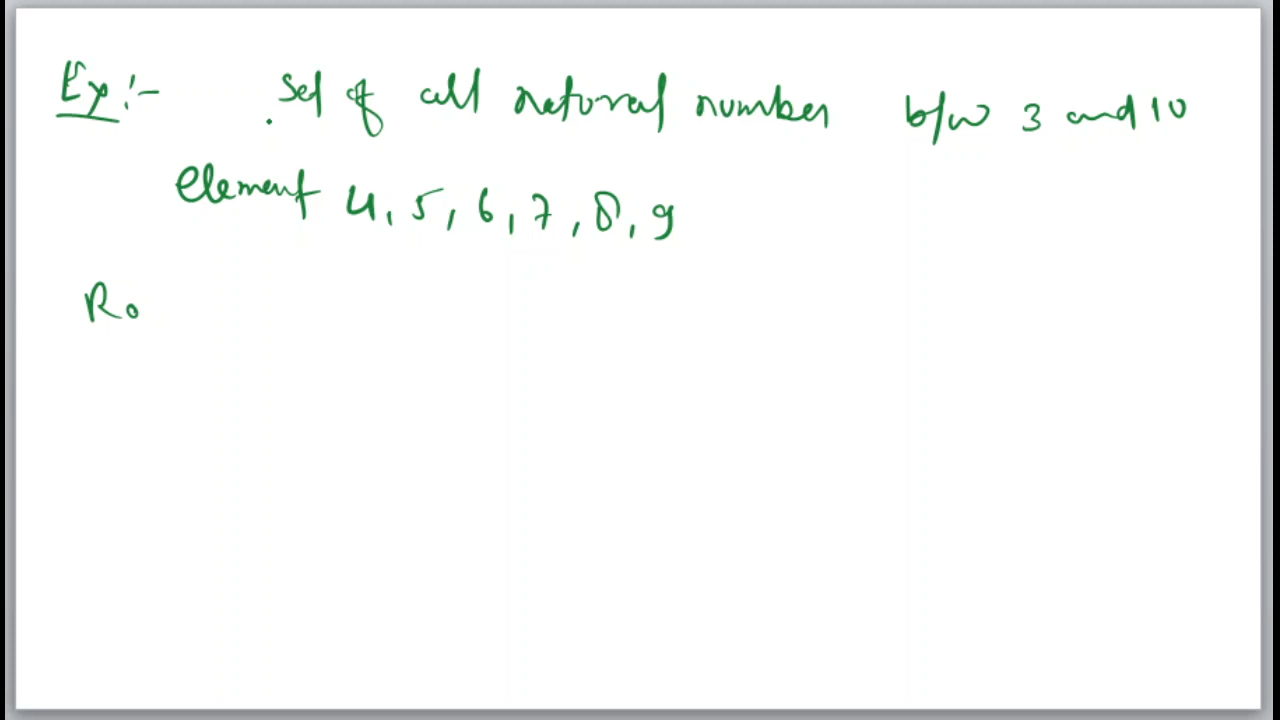 Ex:- Set of all natural number b/w 3 and 10
element 4, 5, 6, 7, 8, 9
Ro